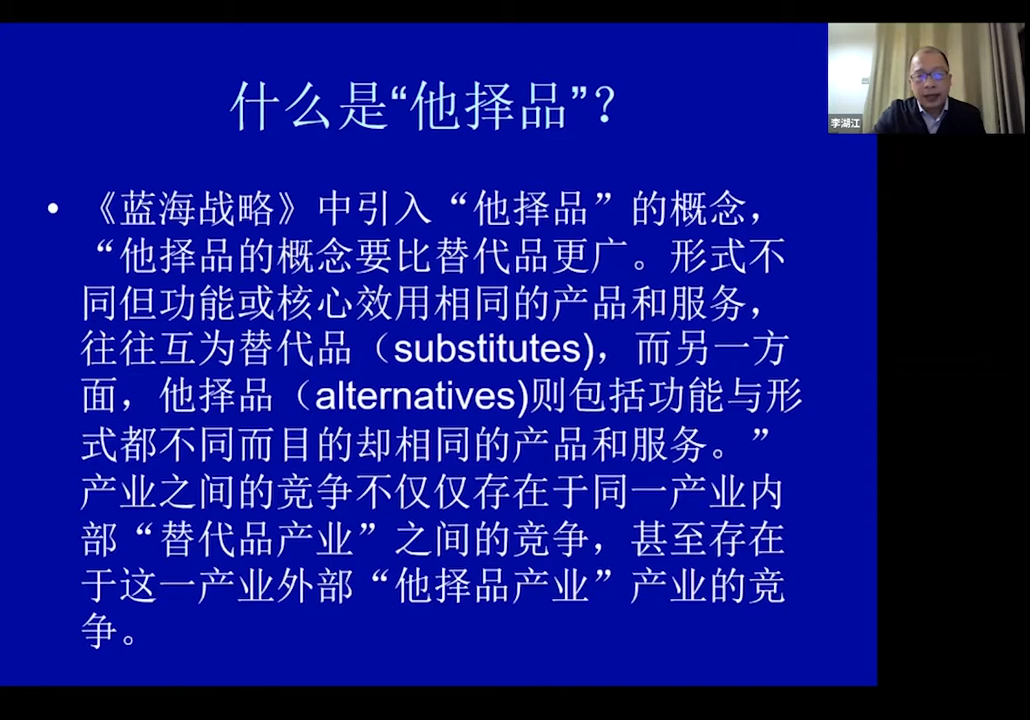 什么是“他择品”？
李湖江
• 《蓝海战略》中引入“他择品”的概念，
“他择品的概念要比替代品更广。形式不
同但功能或核心效用相同的产品和服务，
往往互为替代品（substitutes)，而另一方
面，他择品（alternatives)则包括功能与形
式都不同而目的却相同的产品和服务。”
产业之间的竞争不仅仅存在于同一产业内
部“替代品产业”之间的竞争，甚至存在
于这一产业外部“他择品产业”产业的竞
争。